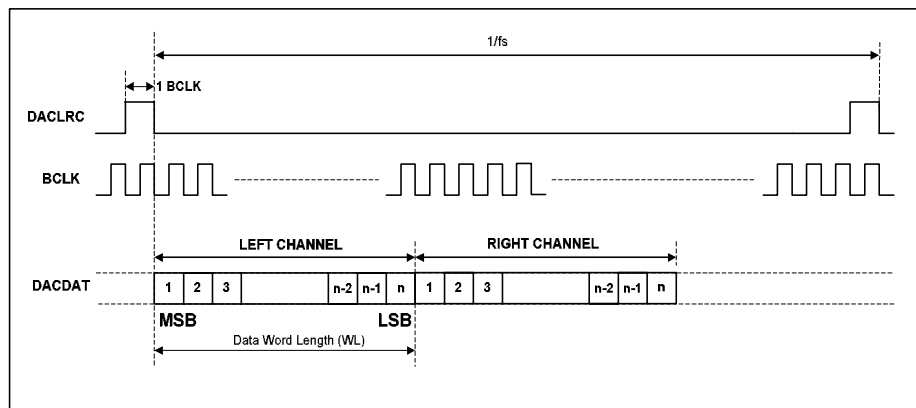 1/fs
1 BCLK
DACLRC
BCLK
LEFT CHANNEL RIGHT CHANNEL
DACDAT 1 2 3 n-2 n-1 n 1 2 3 n-2 n-1 n
MSB LSB
Data Word Length (WL)